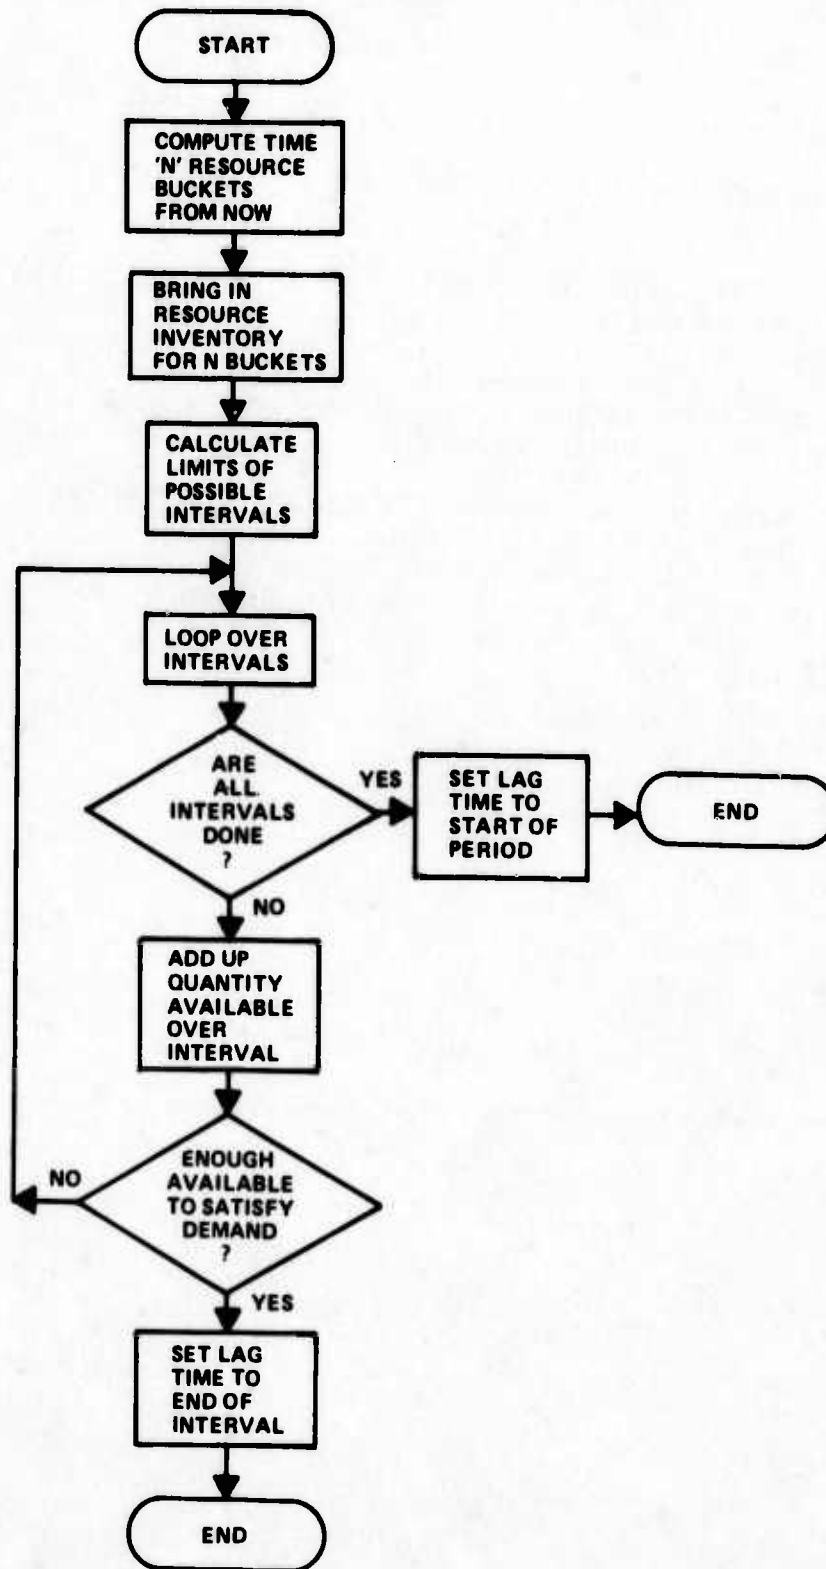 START
COMPUTE TIME
'N' RESOURCE
BUCKETS
FROM NOW
BRING IN
RESOURCE
INVENTORY
FOR N BUCKETS
CALCULATE
LIMITS OF
POSSIBLE
INTERVALS
LOOP OVER
INTERVALS
ARE
ALL
INTERVALS
DONE
?
YES
SET LAG
TIME TO
START OF
PERIOD
END
NO
ADD UP
QUANTITY
AVAILABLE
OVER
INTERVAL
ENOUGH
AVAILABLE
TO SATISFY
DEMAND
?
NO
YES
SET LAG
TIME TO
END OF
INTERVAL
END